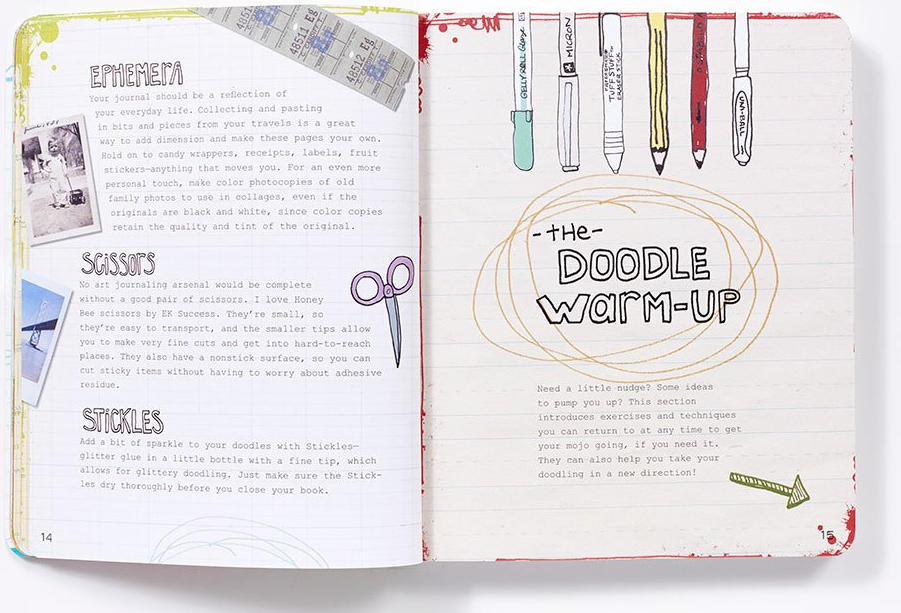 EPHEMERA
Your journal should be a reflection of
your everyday life. Collecting and pasting
in bits and pieces from your travels is a great
way to add dimension and make these pages your own.
Hold on to candy wrappers, receipts, labels, fruit
stickers—anything that moves you. For an even more
personal touch, make color photocopies of old
family photos to use in collages, even if the
originals are black and white, since color copies
retain the quality and tint of the original.
SCISSORS
No art journaling arsenal would be complete
without a good pair of scissors. I love Honey
Bee scissors by EK Success. They're small, so
they're easy to transport, and the smaller tips allow
you to make very fine cuts and get into hard-to-reach
places. They also have a nonstick surface, so you can
cut sticky items without having to worry about adhesive
residue.
STICKLES
Add a bit of sparkle to your doodles with Stickles—
glitter glue in a little bottle with a fine tip, which
allows for glittery doodling. Just make sure the Stick-
les dry thoroughly before you close your book.
14
48511 Eg
48512 Eg
GELLY ROLL GLAZE
MICRON
TUFF STUFF
ERASER STICK
UNI-BALL
-tHe-
DOODLE
WARM-UP
Need a little nudge? Some ideas
to pump you up? This section
introduces exercises and techniques
you can return to at any time to get
your mojo going, if you need it.
They can also help you take your
doodling in a new direction!
15